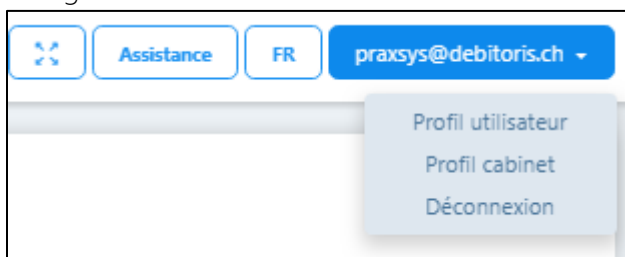 Assistance
FR
praxsys@debitoris.ch
Profil utilisateur
Profil cabinet
Déconnexion